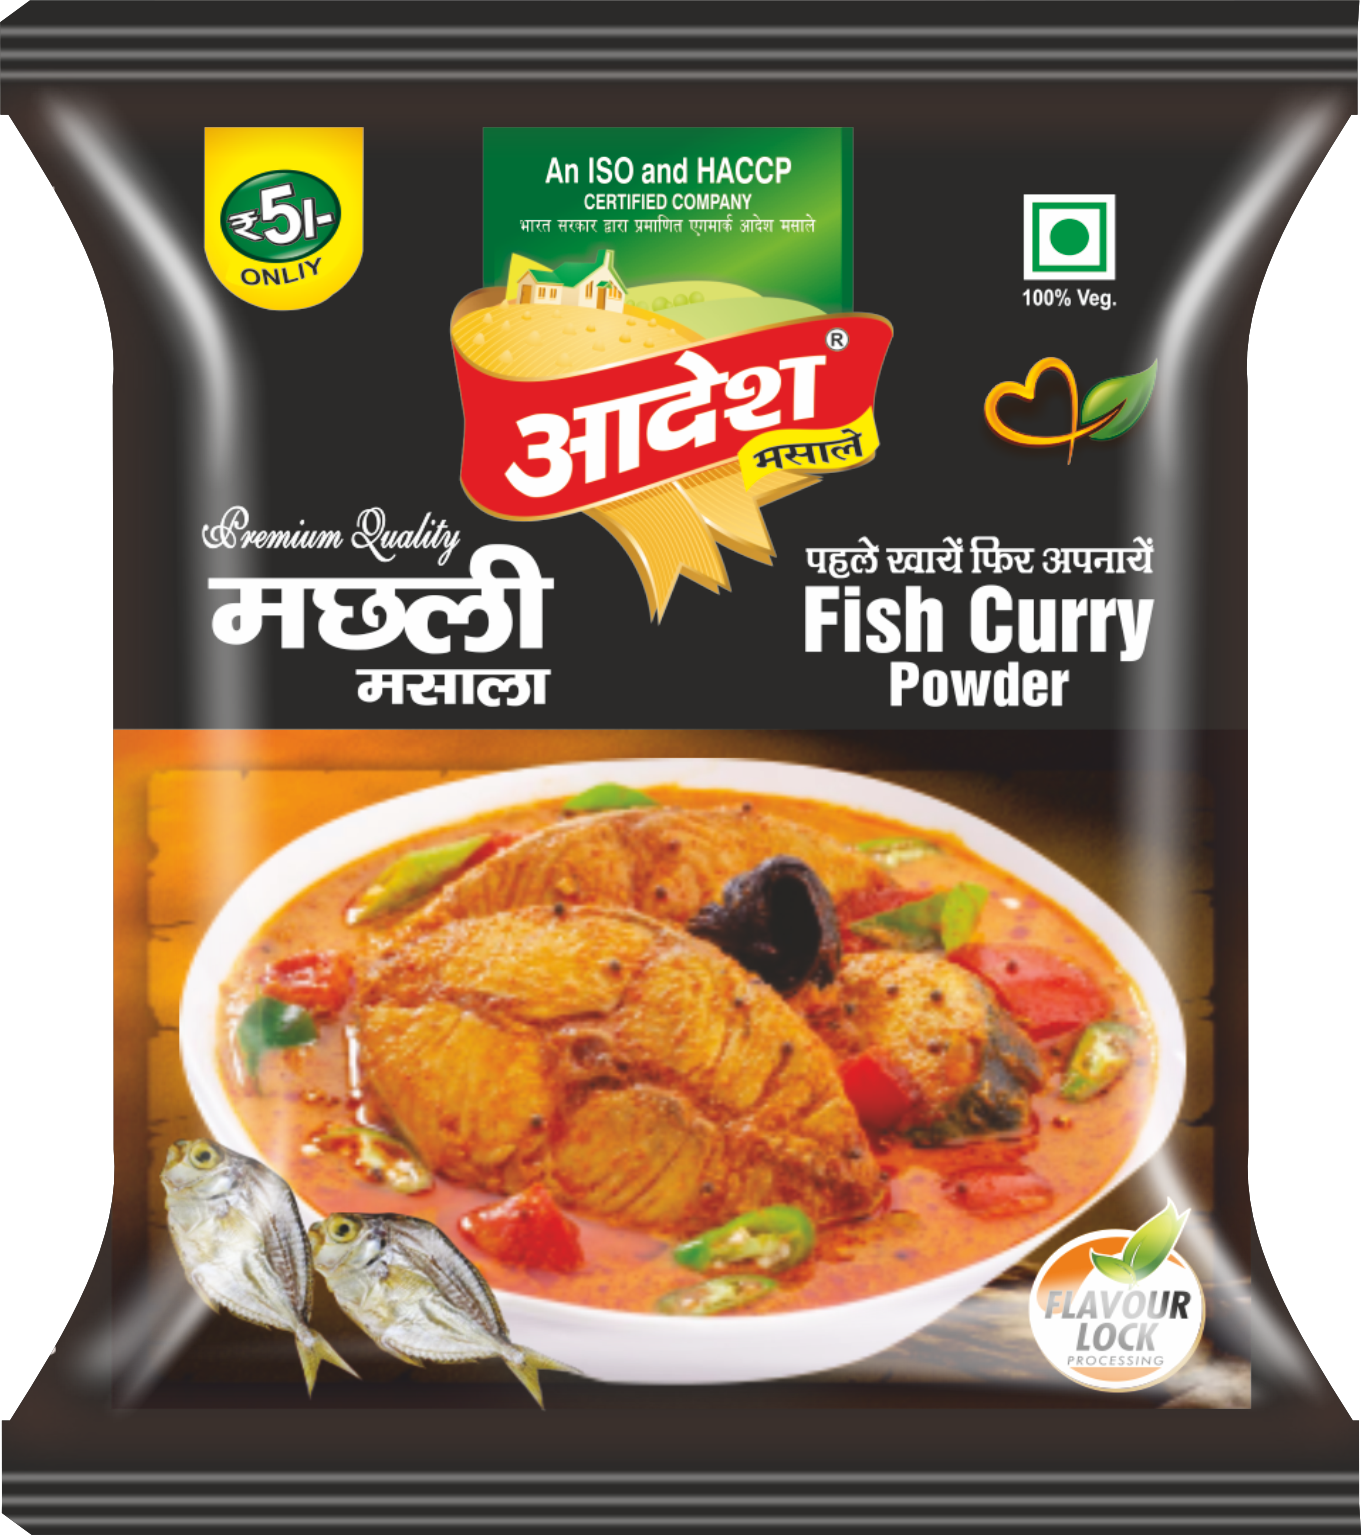 ₹5/-
ONLIY
An ISO and HACCP
CERTIFIED COMPANY
भारत सरकार द्वारा प्रमाणित एगमार्क आदेश मसाले
100% Veg.
आदेश ®
मसाले
Premium Quality
मछली
मसाला
पहले खायें फिर अपनायें
Fish Curry
Powder
FLAVOUR
LOCK
PROCESSING